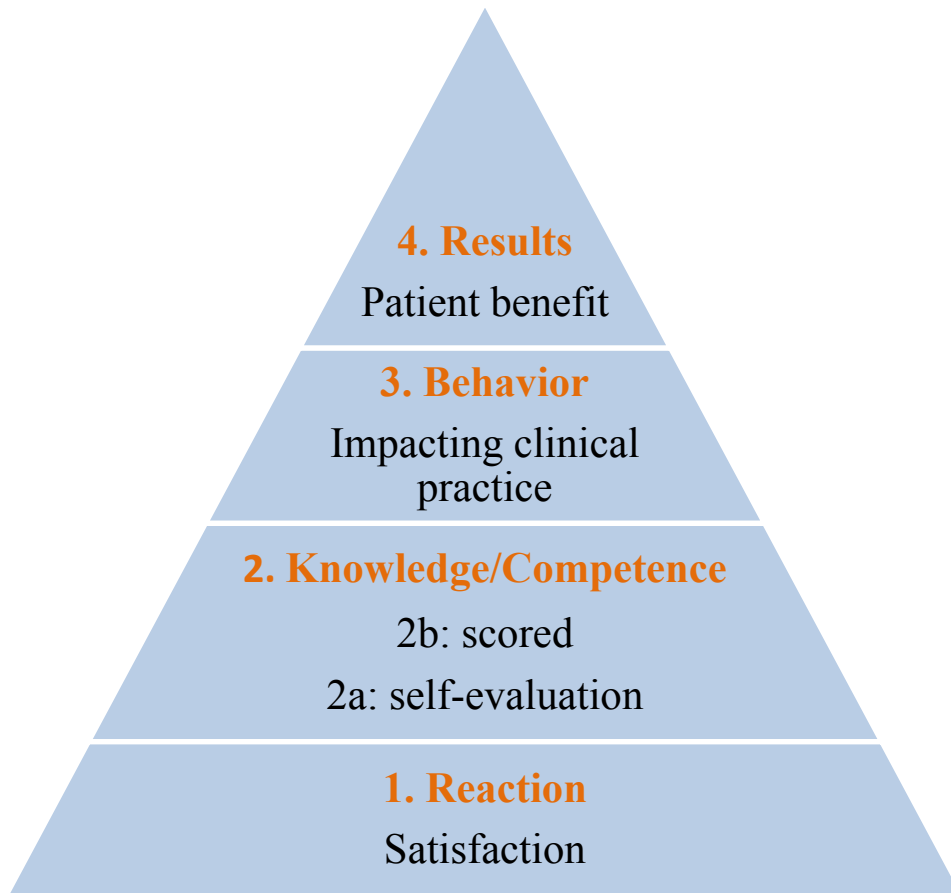 4. Results
Patient benefit
3. Behavior
Impacting clinical
practice
2. Knowledge/Competence
2b: scored
2a: self-evaluation
1. Reaction
Satisfaction